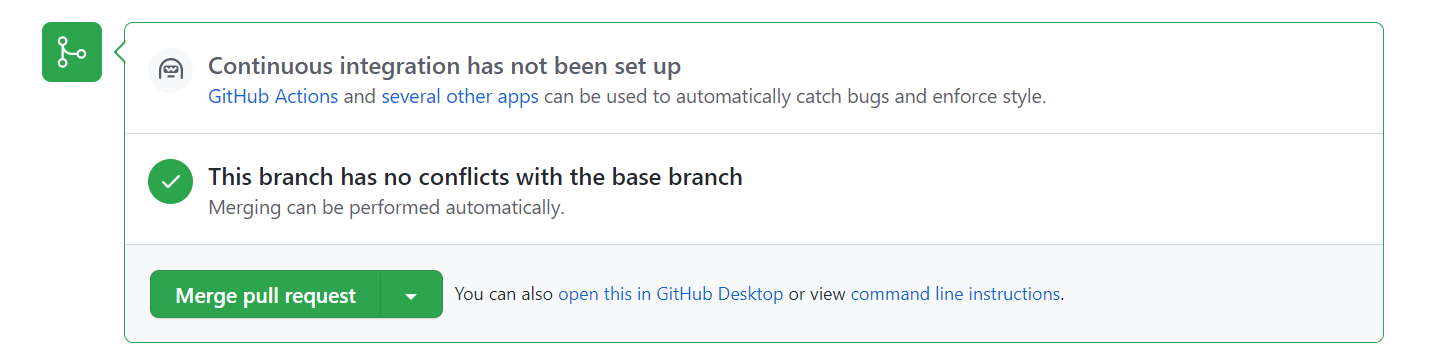 Continuous integration has not been set up
GitHub Actions and several other apps can be used to automatically catch bugs and enforce style.
This branch has no conflicts with the base branch
Merging can be performed automatically.
Merge pull request
You can also open this in GitHub Desktop or view command line instructions.